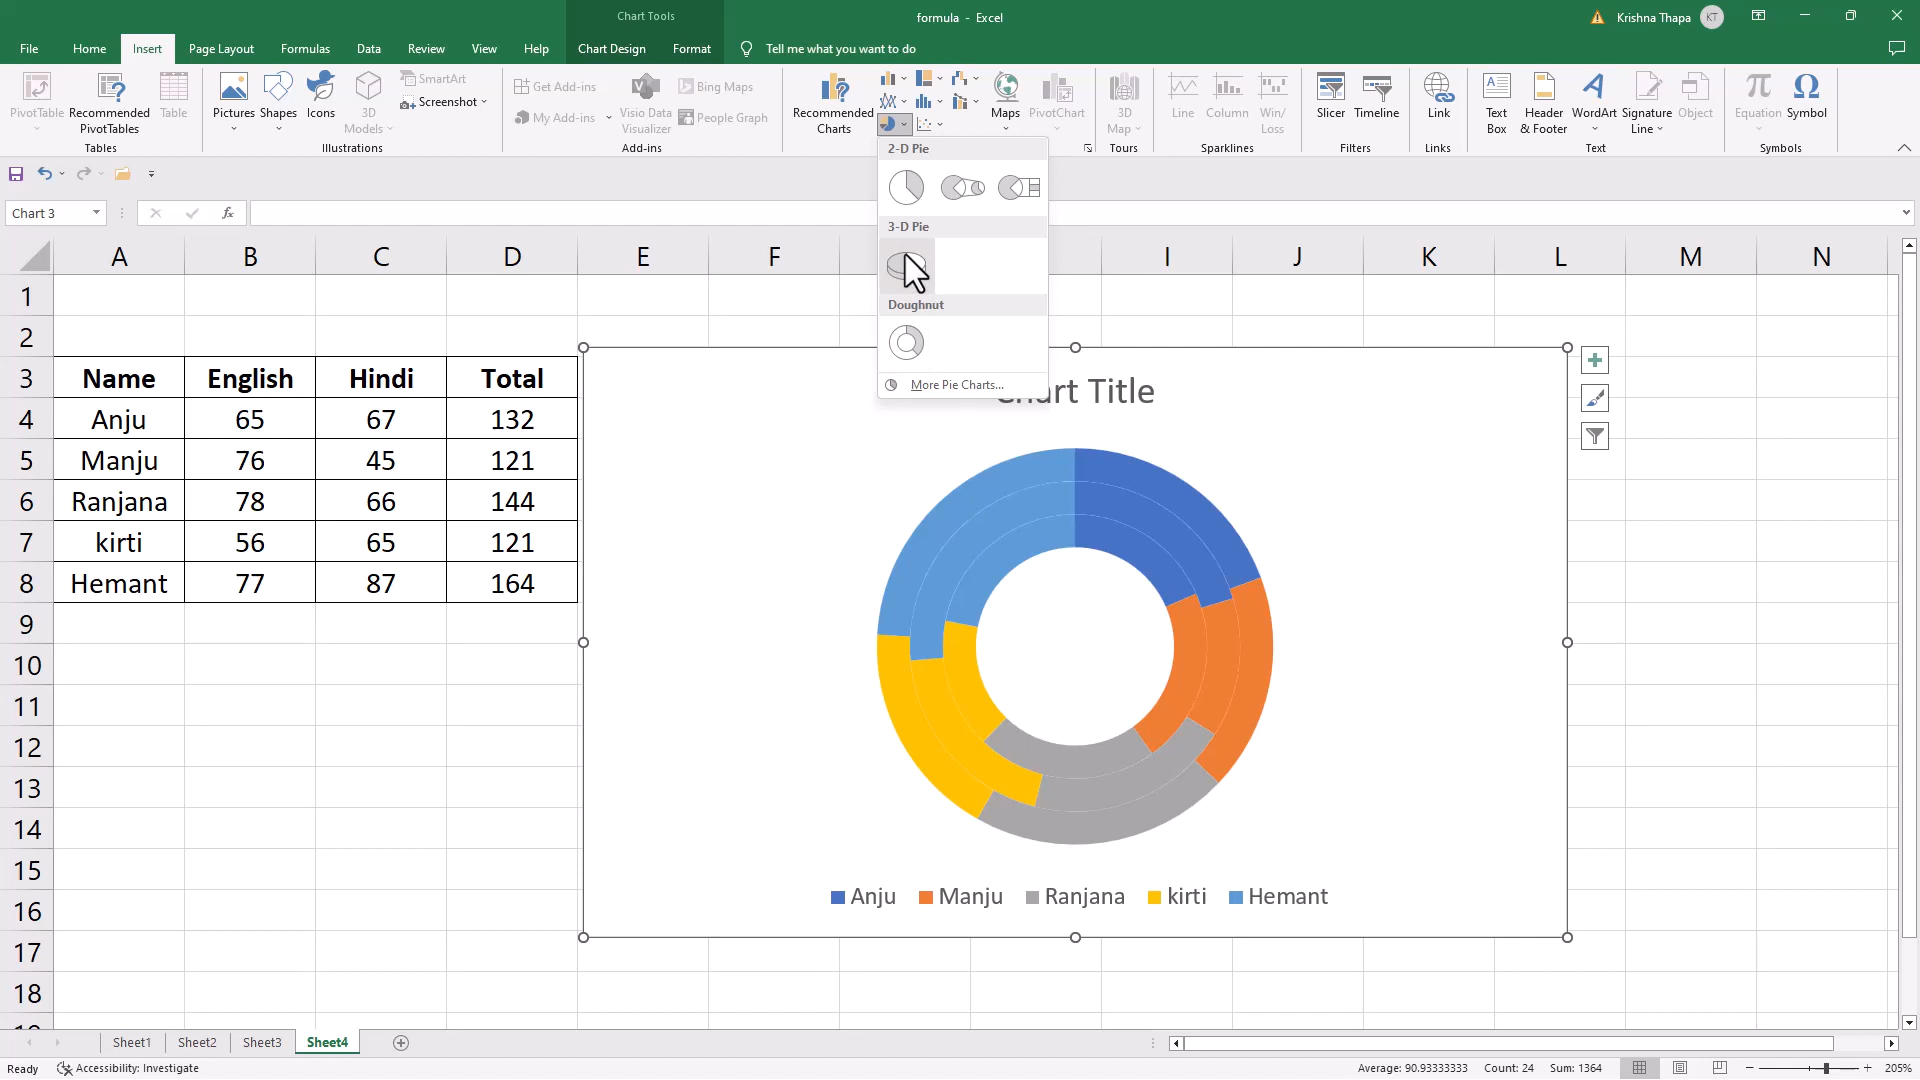 Chart Tools
formula - Excel
Krishna Thapa
KT
File
Home
Insert
Page Layout
Formulas
Data
Review
View
Help
Chart Design
Format
Tell me what you want to do
PivotTable
Recommended
PivotTables
Table
Pictures
Shapes
Icons
3D
Models
SmartArt
Screenshot
Get Add-ins
My Add-ins
Visio Data
Visualizer
Bing Maps
People Graph
Recommended
Charts
Maps
PivotChart
3D
Map
Line
Column
Win/
Loss
Slicer
Timeline
Link
Text
Box
Header
& Footer
WordArt
Signature
Line
Object
Equation
Symbol
Tables
Illustrations
Add-ins
Tours
Sparklines
Filters
Links
Text
Symbols
2-D Pie
3-D Pie
Doughnut
More Pie Charts...
Chart 3
fx
A B C D E F I J K L M N
1
2
3 Name English Hindi Total
4 Anju 65 67 132
5 Manju 76 45 121
6 Ranjana 78 66 144
7 kirti 56 65 121
8 Hemant 77 87 164
9
10
11
12
13
14
15
16
17
18
Chart Title
Anju Manju Ranjana kirti Hemant
Sheet1 Sheet2 Sheet3 Sheet4
Ready
Accessibility: Investigate
Average: 90.93333333 Count: 24 Sum: 1364
205%